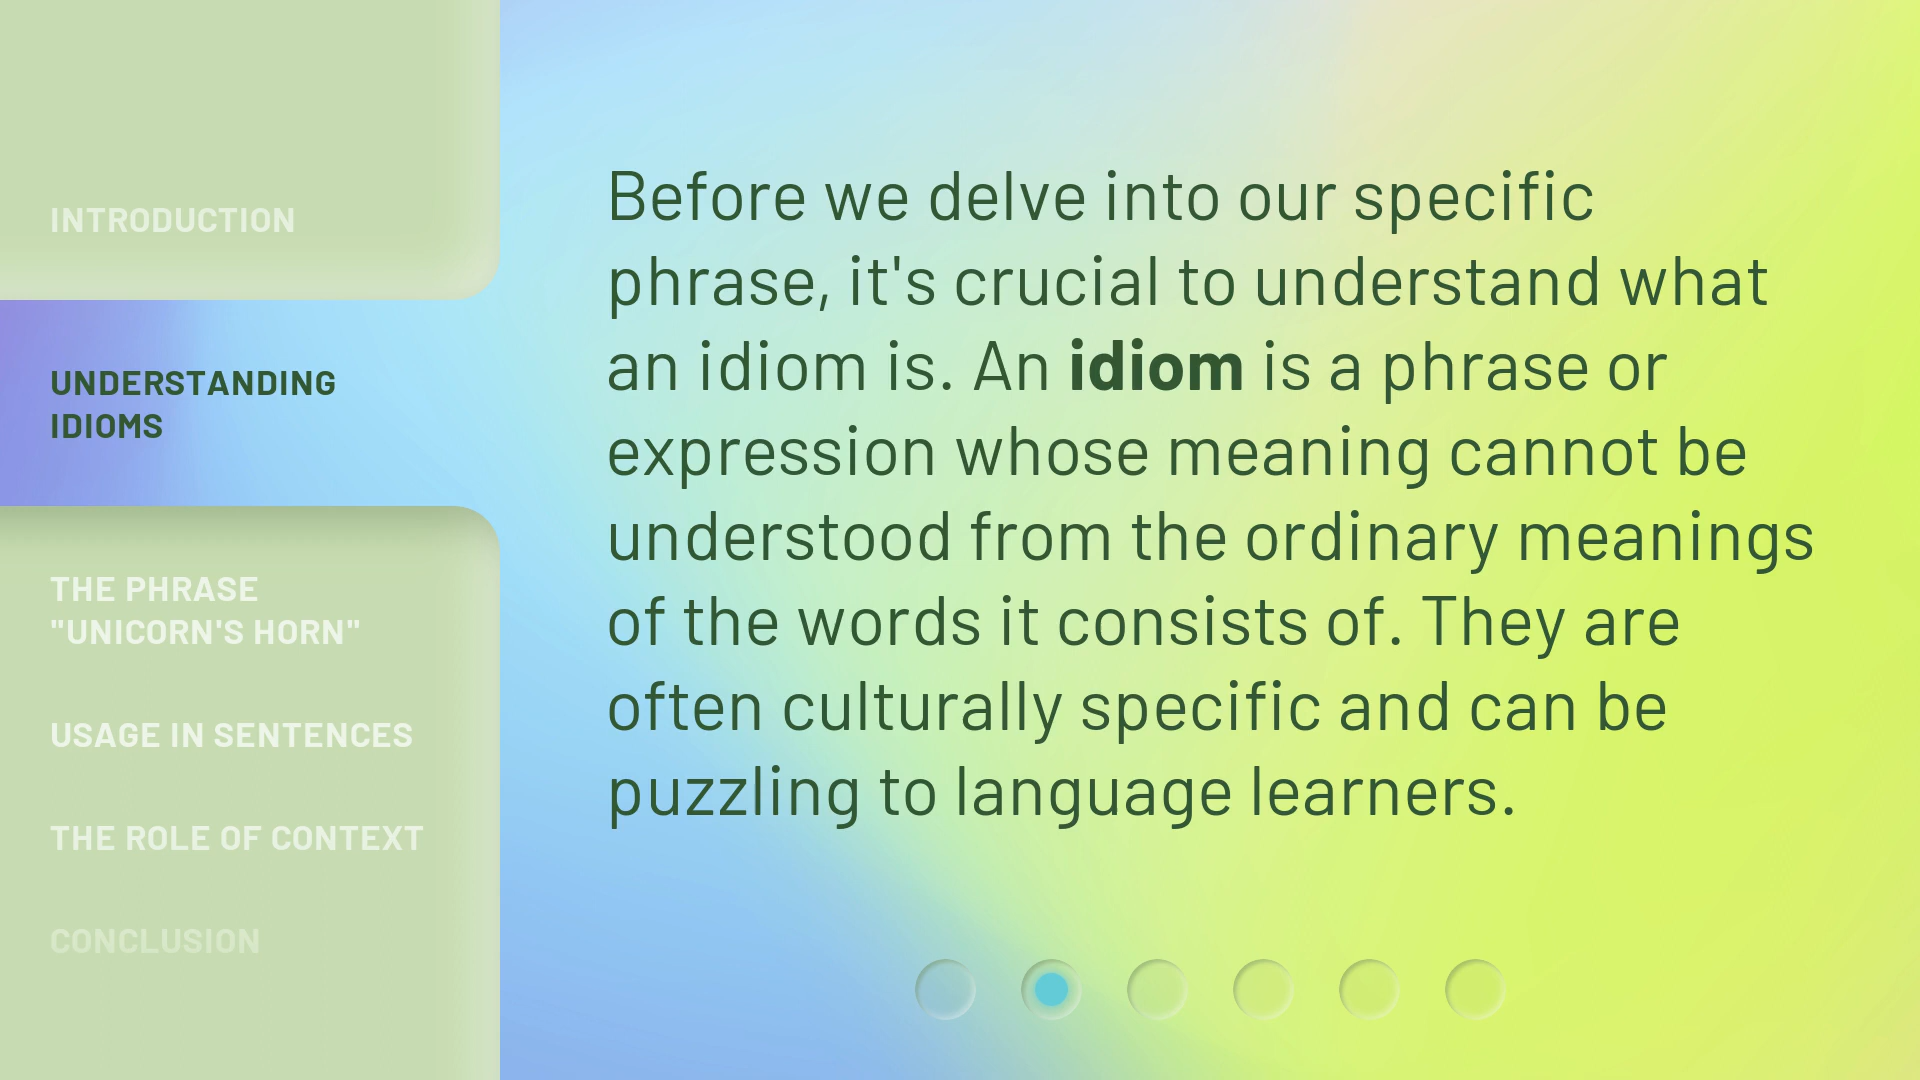 INTRODUCTION
UNDERSTANDING
IDIOMS
THE PHRASE
"UNICORN'S HORN"
USAGE IN SENTENCES
THE ROLE OF CONTEXT
CONCLUSION
Before we delve into our specific
phrase, it's crucial to understand what
an idiom is. An idiom is a phrase or
expression whose meaning cannot be
understood from the ordinary meanings
of the words it consists of. They are
often culturally specific and can be
puzzling to language learners.